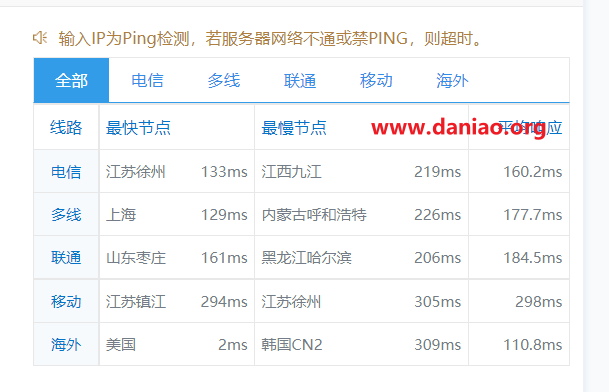 输入IP为Ping检测，若服务器网络不通或禁PING，则超时。
全部 电信 多线 联通 移动 海外
线路 最快节点 最慢节点 平均响应
www.daniao.org
电信 江苏徐州 133ms 江西九江 219ms 160.2ms
多线 上海 129ms 内蒙古呼和浩特 226ms 177.7ms
联通 山东枣庄 161ms 黑龙江哈尔滨 206ms 184.5ms
移动 江苏镇江 294ms 江苏徐州 305ms 298ms
海外 美国 2ms 韩国CN2 309ms 110.8ms